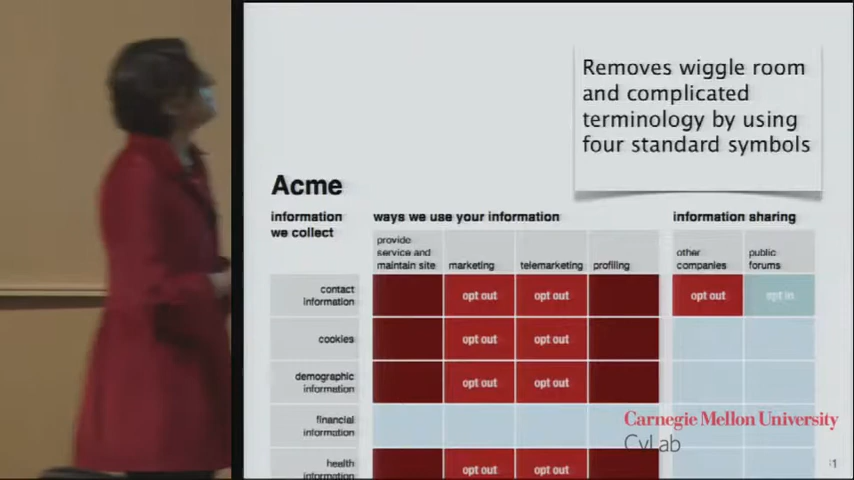 Removes wiggle room
and complicated
terminology by using
four standard symbols
Acme
information
we collect
ways we use your information
information sharing
provide
service and
maintain site
marketing
telemarketing
profiling
other
companies
public
forums
contact
information
opt out
opt out
opt out
opt in
cookies
opt out
opt out
demographic
information
opt out
opt out
financial
information
health
information
opt out
opt out
Carnegie Mellon University
CyLab